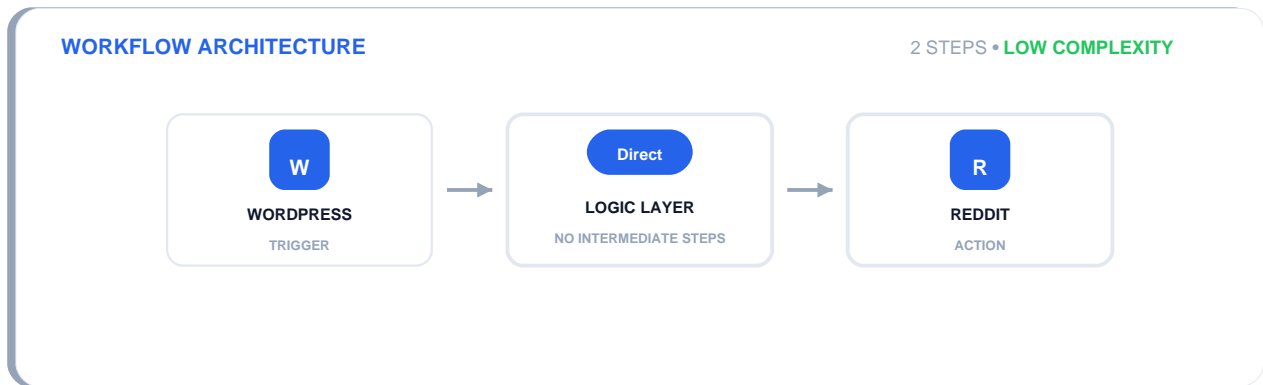 WORKFLOW ARCHITECTURE
2 STEPS • LOW COMPLEXITY
W
WORDPRESS
TRIGGER
Direct
LOGIC LAYER
NO INTERMEDIATE STEPS
R
REDDIT
ACTION